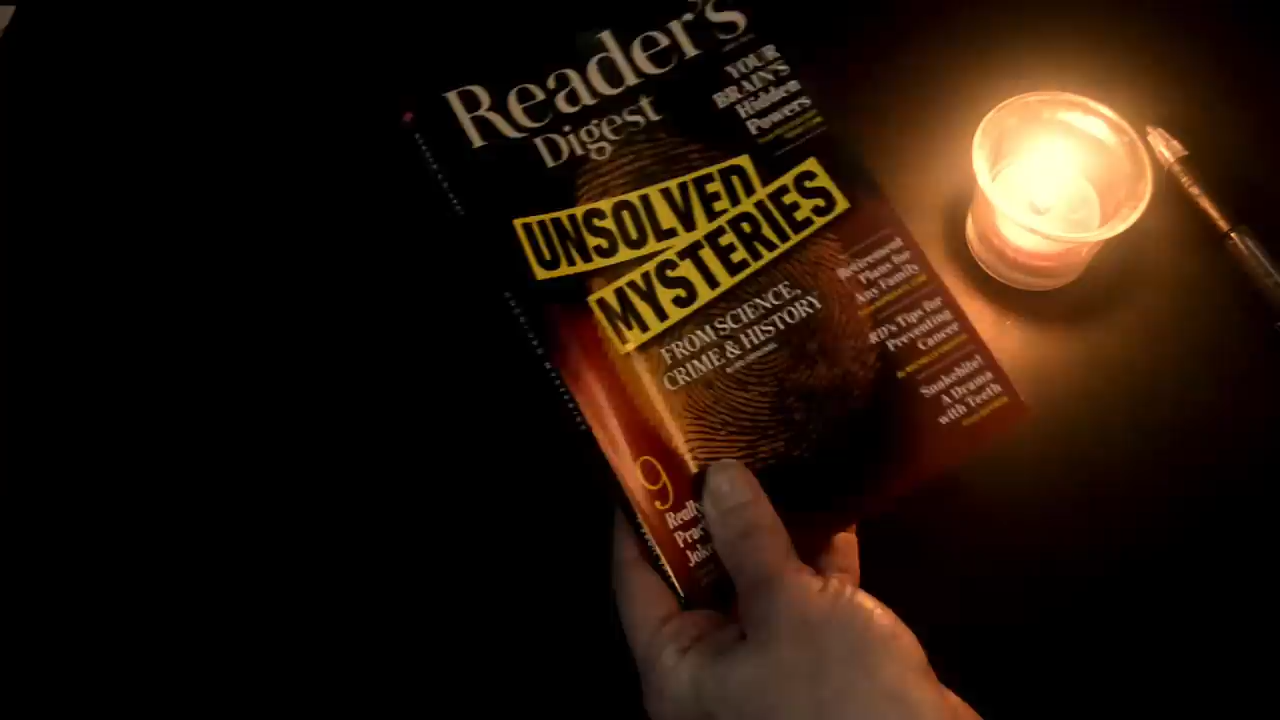 Reader's
Digest
YOUR
BRAIN'S
Hidden
Powers
UNSOLVED
MYSTERIES
FROM SCIENCE,
CRIME & HISTORY
Retirement
Plans for
Any Family
RD's Tips for
Preventing
Cancer
Snakebite!
A Drama
with Teeth
9
Really